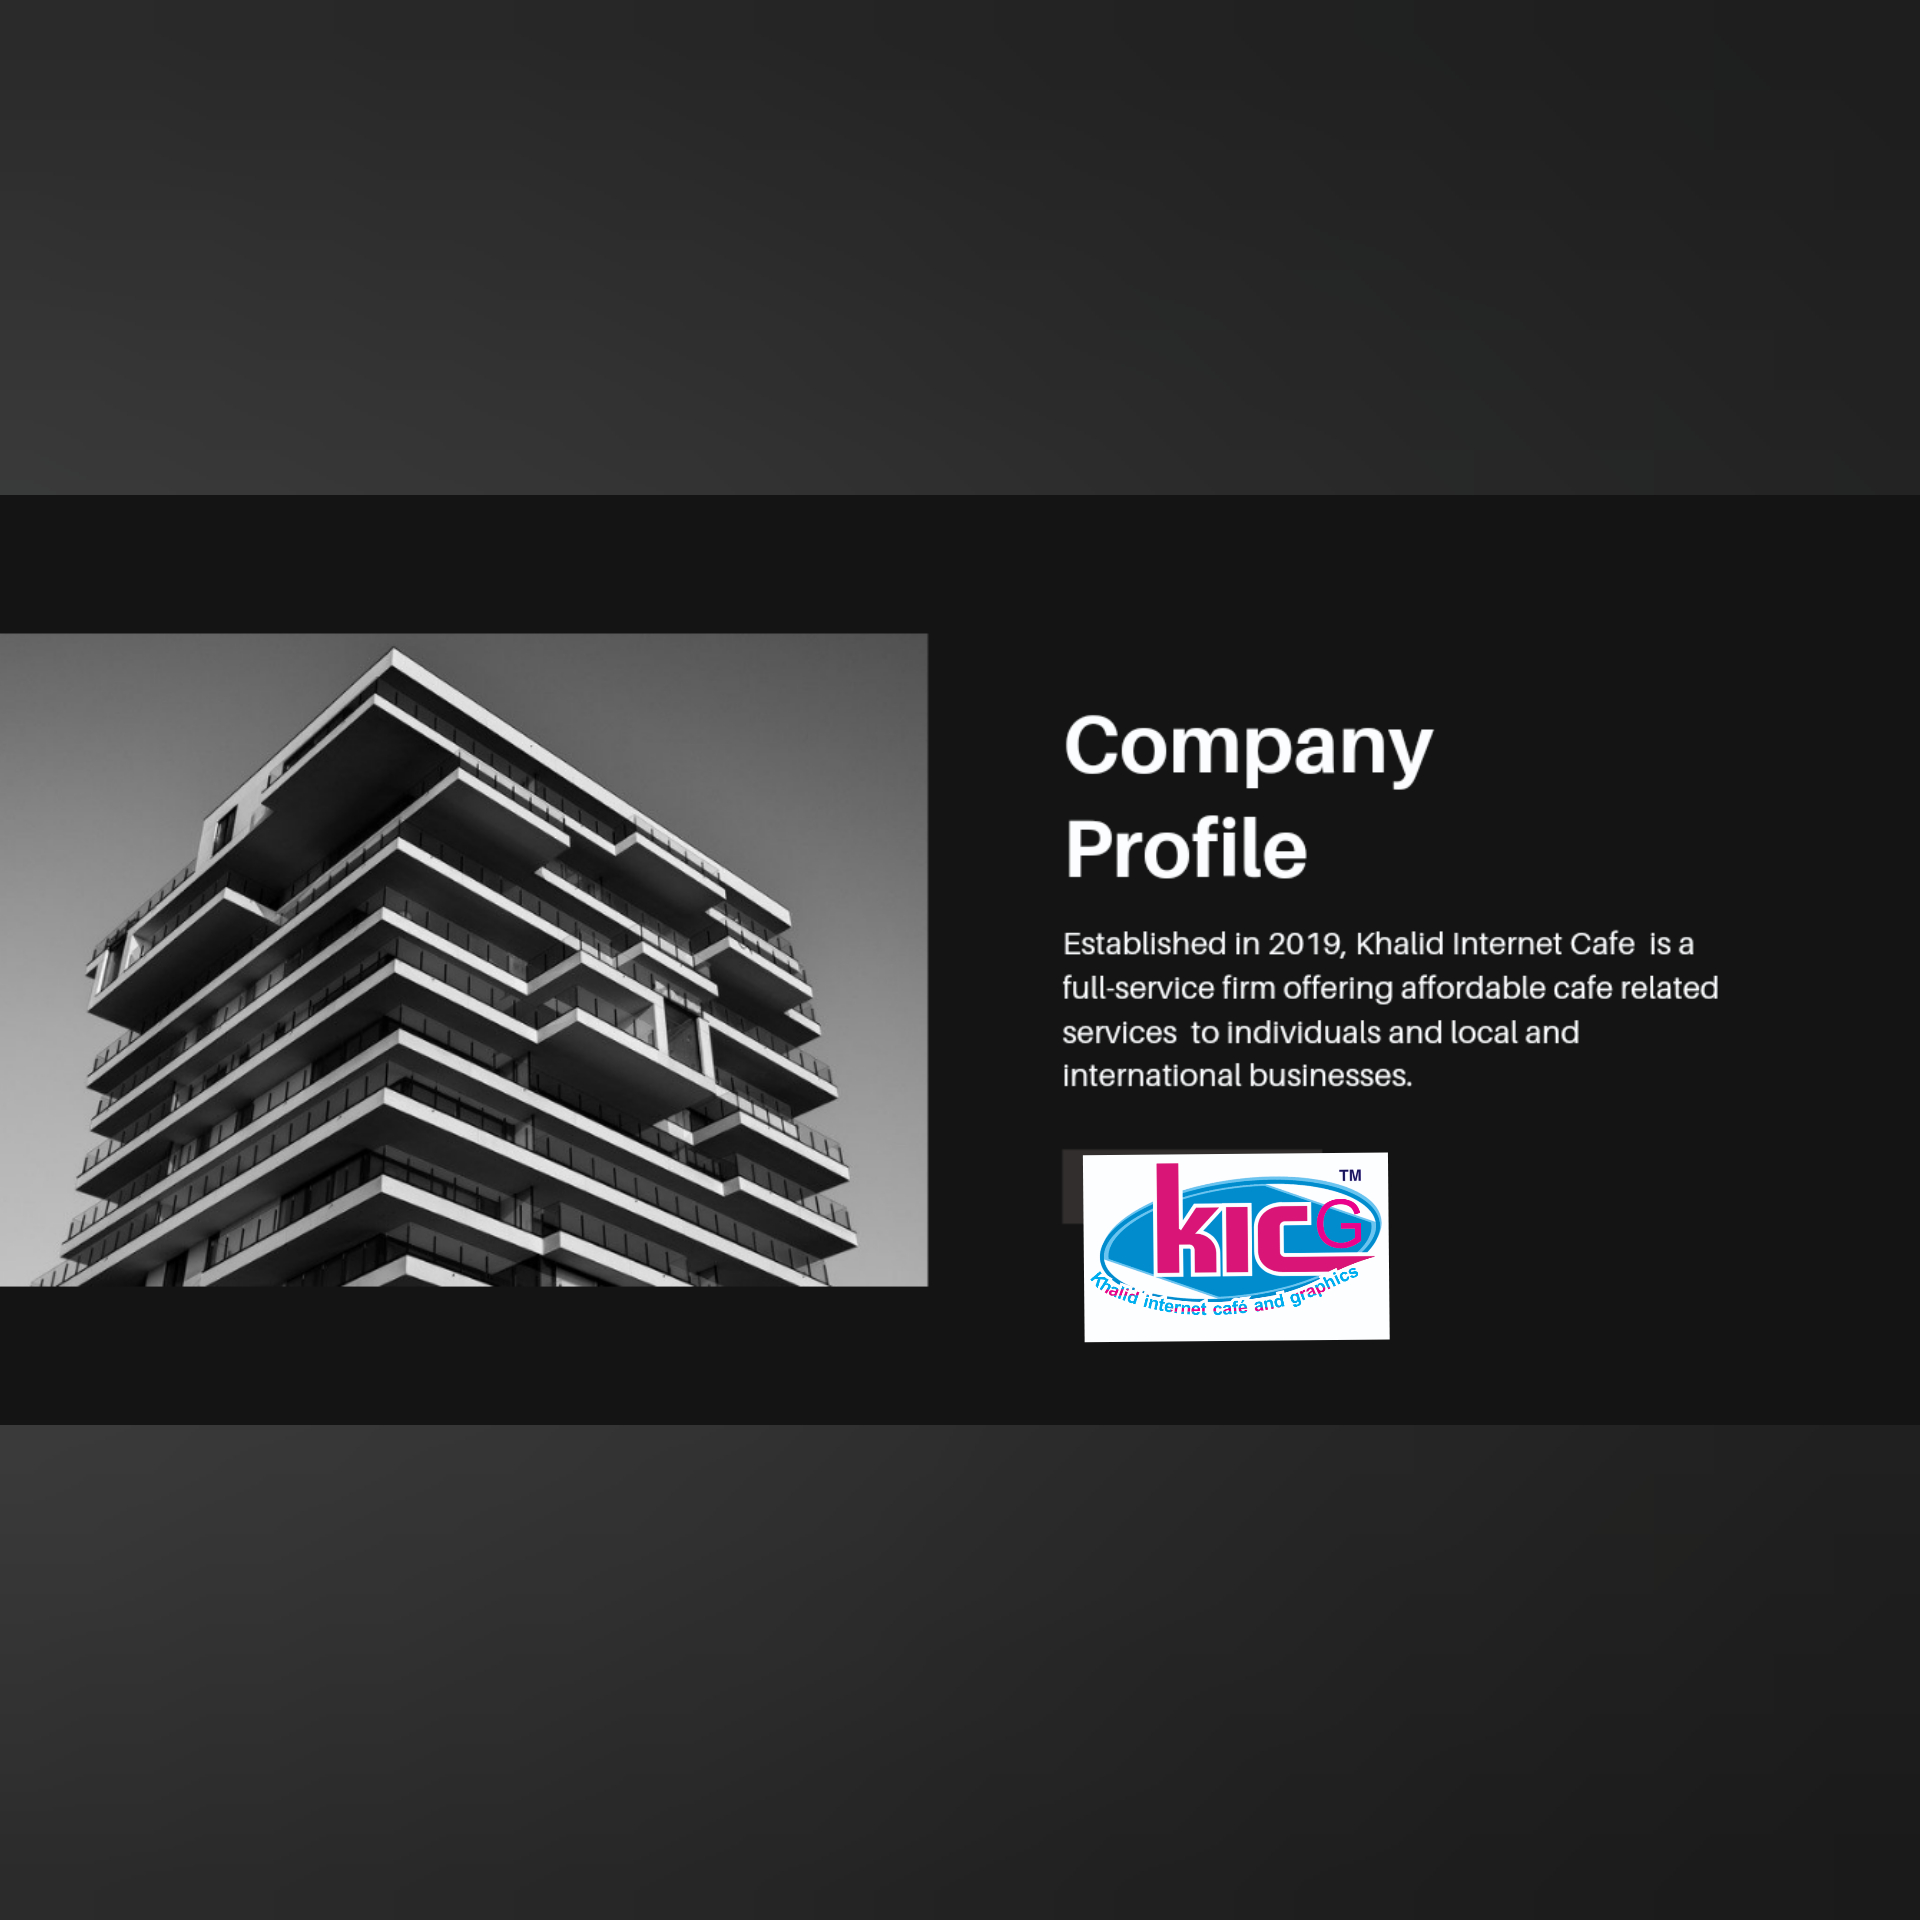 Company
Profile
Established in 2019, Khalid Internet Cafe  is a
full-service firm offering affordable cafe related
services  to individuals and local and
international businesses.
TM
kıcG
Khalid internet café and graphics